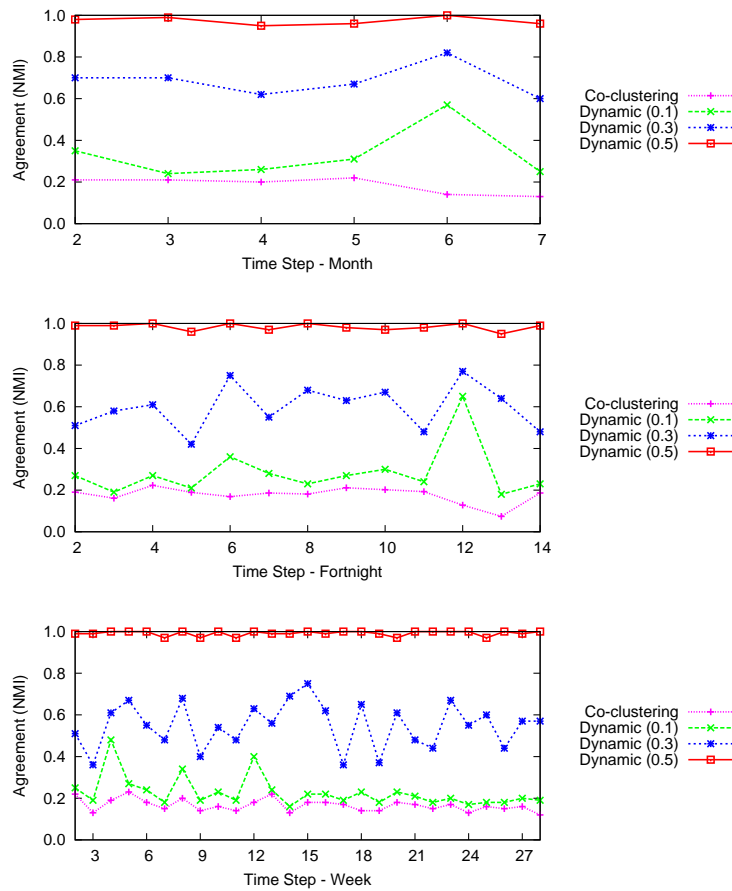 1.0
0.8
0.6
0.4
0.2
0.0
Agreement (NMI)
2 3 4 5 6 7
Time Step - Month
Co-clustering
Dynamic (0.1)
Dynamic (0.3)
Dynamic (0.5)
1.0
0.8
0.6
0.4
0.2
0.0
Agreement (NMI)
2 4 6 8 10 12 14
Time Step - Fortnight
Co-clustering
Dynamic (0.1)
Dynamic (0.3)
Dynamic (0.5)
1.0
0.8
0.6
0.4
0.2
0.0
Agreement (NMI)
3 6 9 12 15 18 21 24 27
Time Step - Week
Co-clustering
Dynamic (0.1)
Dynamic (0.3)
Dynamic (0.5)